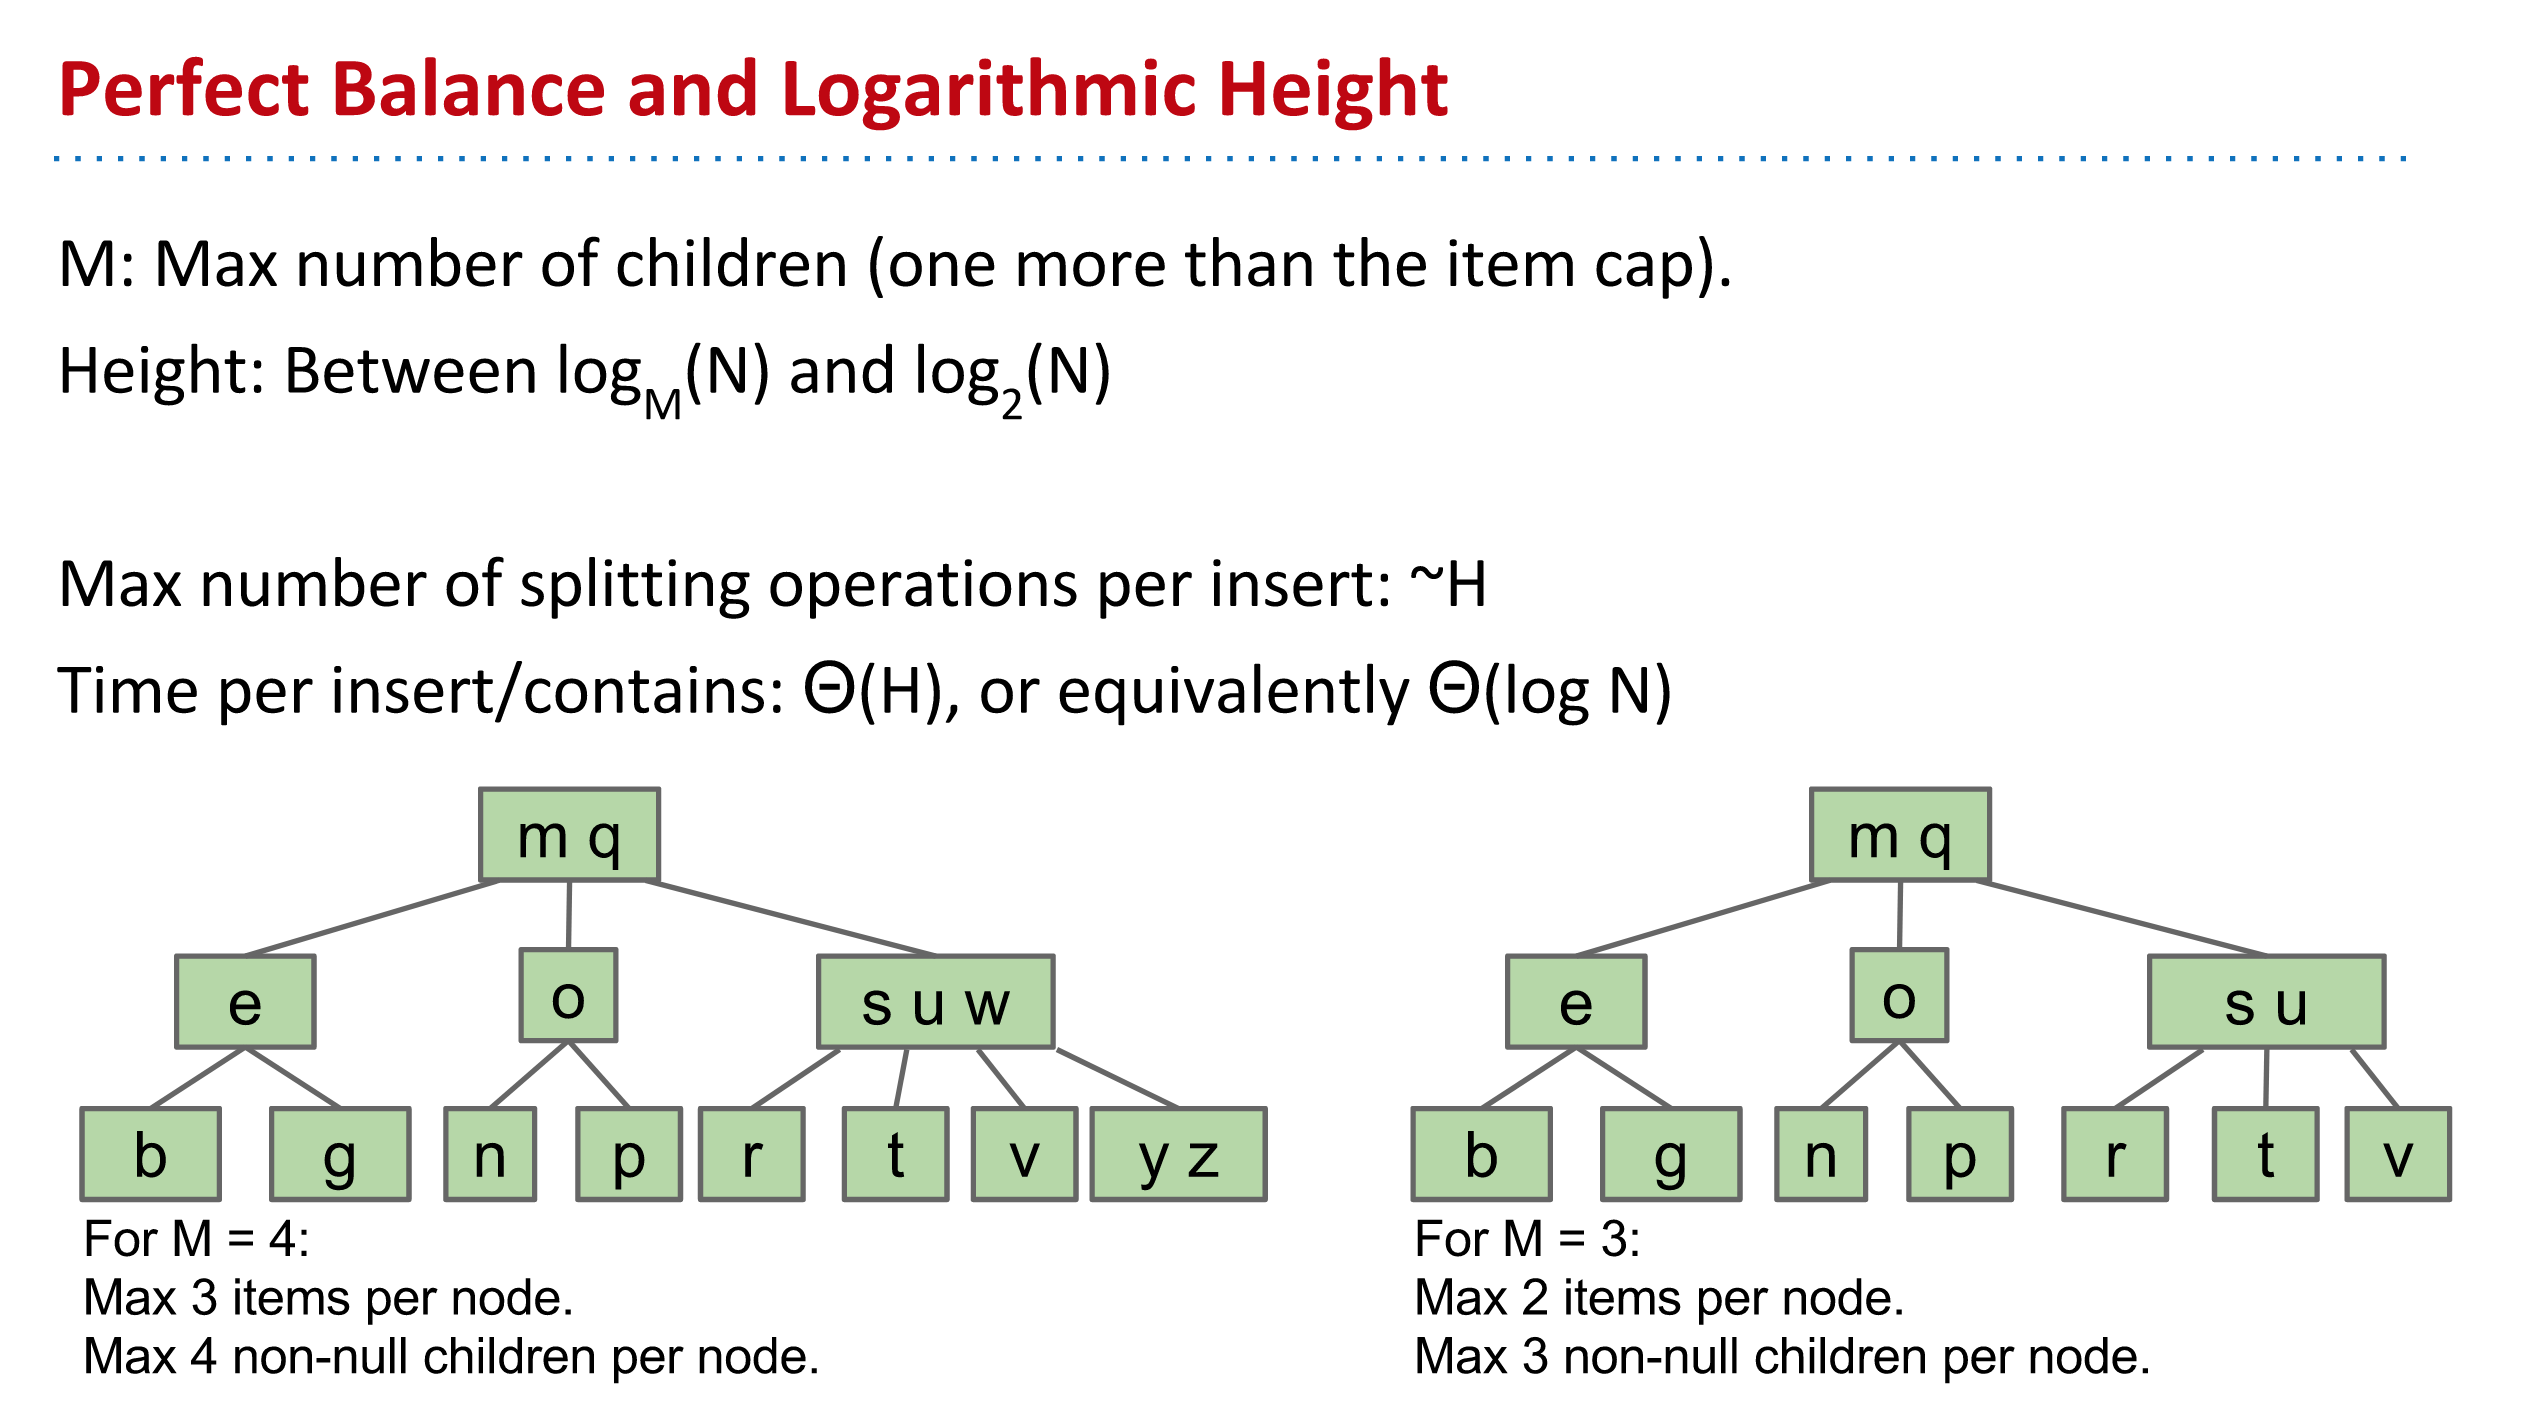 Perfect Balance and Logarithmic Height
M: Max number of children (one more than the item cap).
Height: Between log_M(N) and log_2(N)
Max number of splitting operations per insert: ~H
Time per insert/contains: Θ(H), or equivalently Θ(log N)
m q
e
o
s u w
b
g
n
p
r
t
v
y z
For M = 4:
Max 3 items per node.
Max 4 non-null children per node.
m q
e
o
s u
b
g
n
p
r
t
v
For M = 3:
Max 2 items per node.
Max 3 non-null children per node.